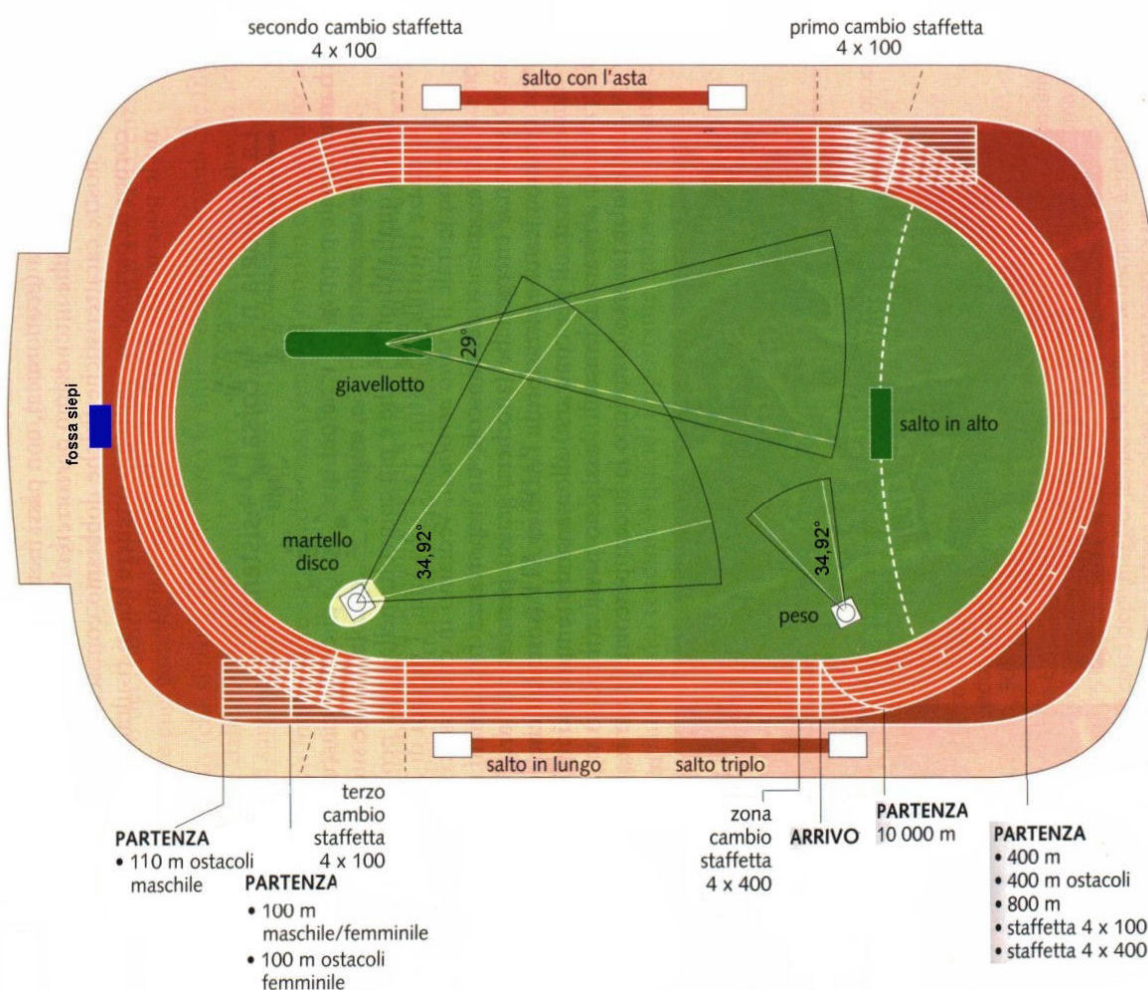 secondo cambio staffetta
4 x 100
primo cambio staffetta
4 x 100
salto con l'asta
29°
giavellotto
fossa siepi
salto in alto
martello
disco
34,92°
34,92°
peso
salto in lungo
salto triplo
terzo
cambio
staffetta
4 x 100
zona
cambio
staffetta
4 x 400
PARTENZA
• 110 m ostacoli
maschile
PARTENZA
• 100 m
maschile/femminile
• 100 m ostacoli
femminile
ARRIVO
PARTENZA
10 000 m
PARTENZA
• 400 m
• 400 m ostacoli
• 800 m
• staffetta 4 x 100
• staffetta 4 x 400